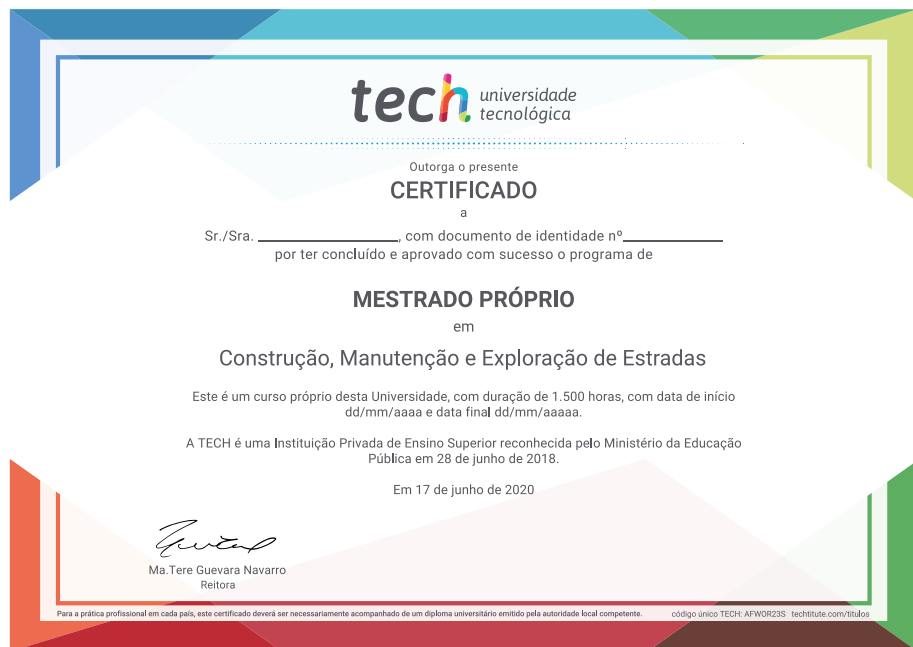 tech universidade
tecnológica
Outorga o presente
CERTIFICADO
a
Sr./Sra. __________________, com documento de identidade nº_____________
por ter concluído e aprovado com sucesso o programa de
MESTRADO PRÓPRIO
em
Construção, Manutenção e Exploração de Estradas
Este é um curso próprio desta Universidade, com duração de 1.500 horas, com data de início
dd/mm/aaaa e data final dd/mm/aaaaa.
A TECH é uma Instituição Privada de Ensino Superior reconhecida pelo Ministério da Educação
Pública em 28 de junho de 2018.
Em 17 de junho de 2020
Ma.Tere Guevara Navarro
Reitora
Para a prática profissional em cada país, este certificado deverá ser necessariamente acompanhado de um diploma universitário emitido pela autoridade local competente. código único TECH: AFWOR23S techtitute.com/titulos